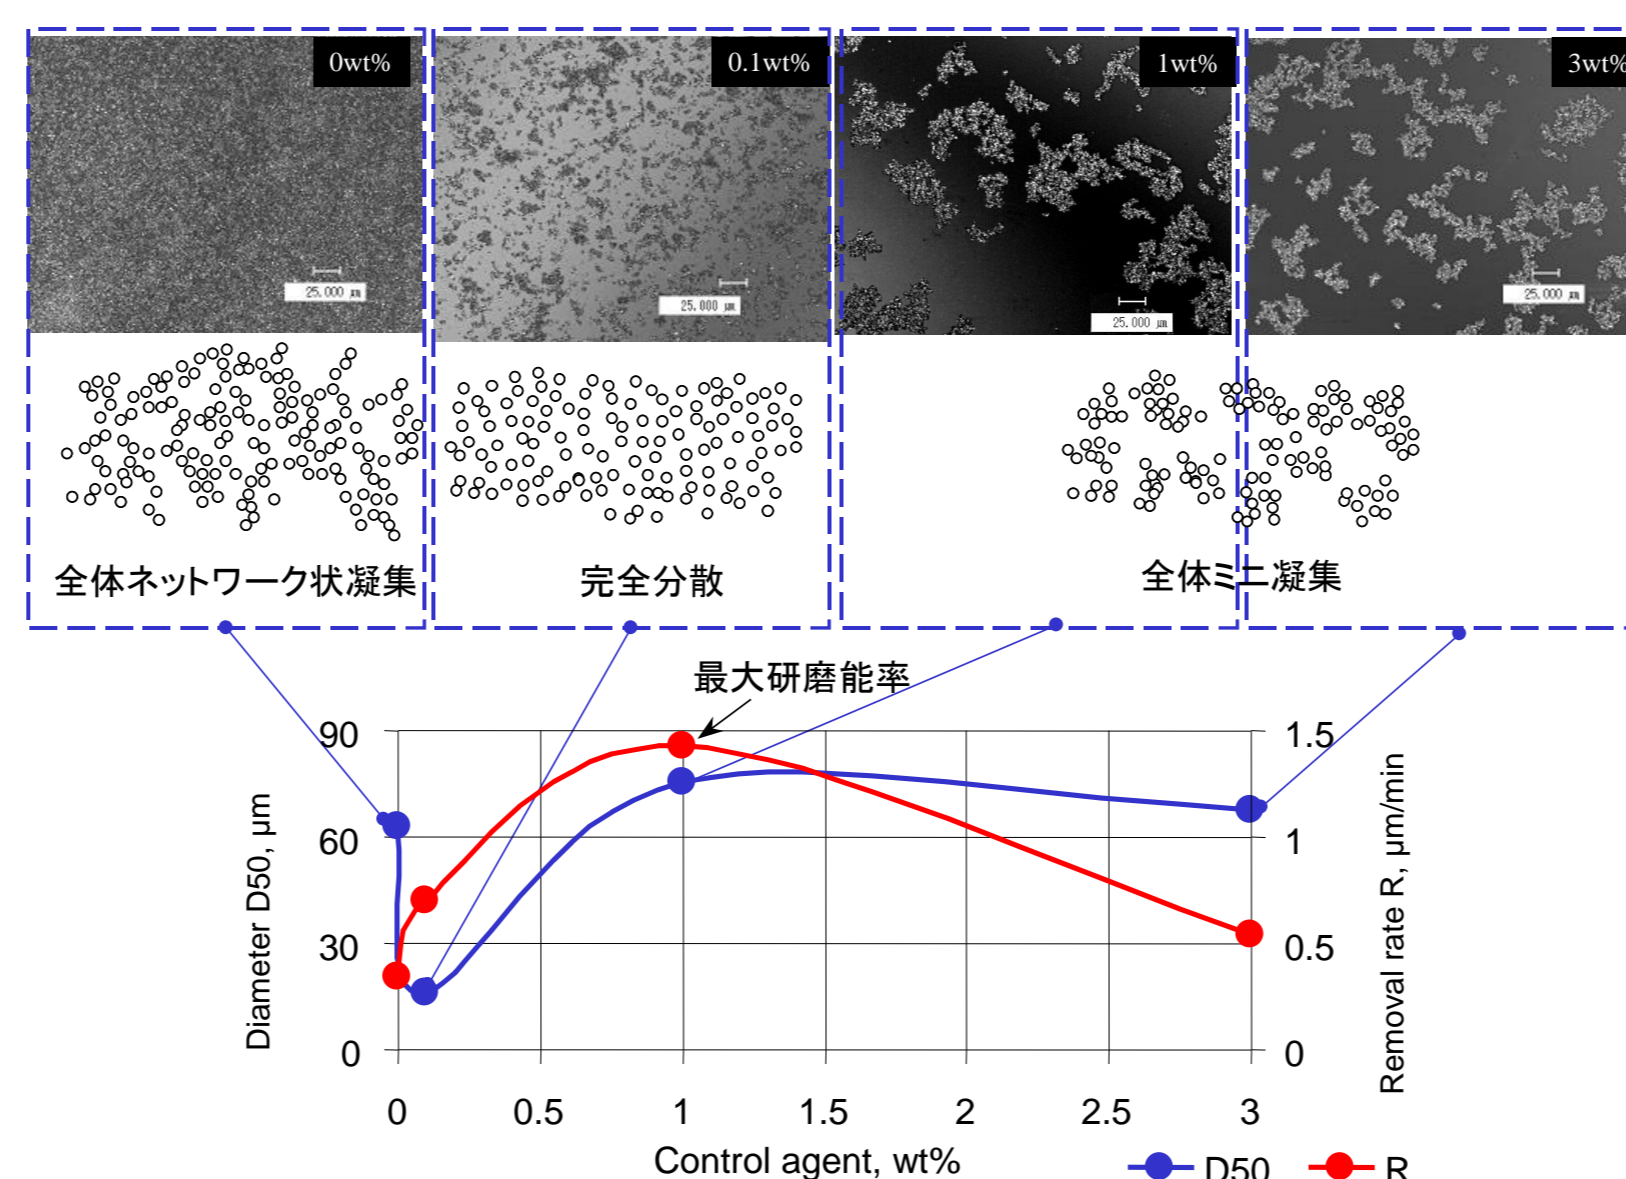 0wt%
0.1wt%
1wt%
3wt%
25.000 μm
25.000 μm
25.000 μm
25.000 μm
全体ネットワーク状凝集
完全分散
全体ミニ凝集
最大研磨能率
90
60
30
0
Diameter D50, μm
1.5
1
0.5
0
Removal rate R, μm/min
0 0.5 1 1.5 2 2.5 3
Control agent, wt%
D50 R